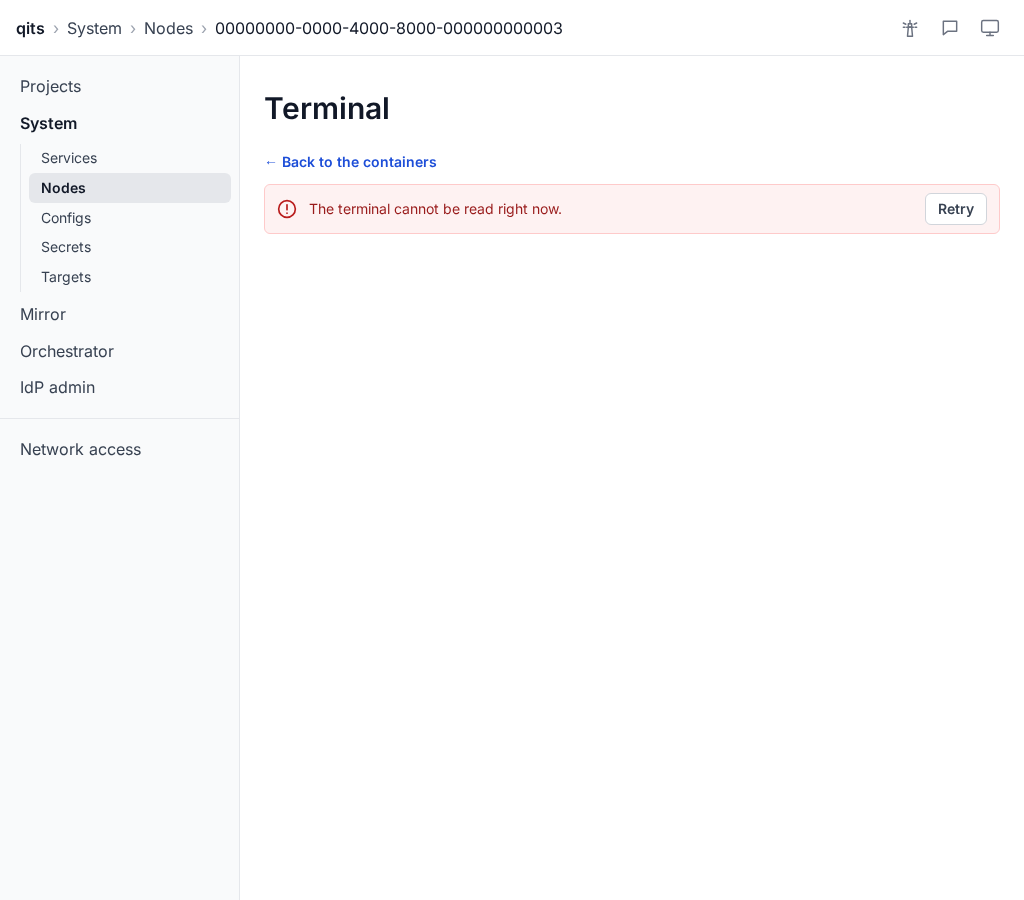 qits › System › Nodes › 00000000-0000-4000-8000-000000000003
Projects
System
Services
Nodes
Configs
Secrets
Targets
Mirror
Orchestrator
IdP admin
Network access
Terminal
← Back to the containers
The terminal cannot be read right now.
Retry